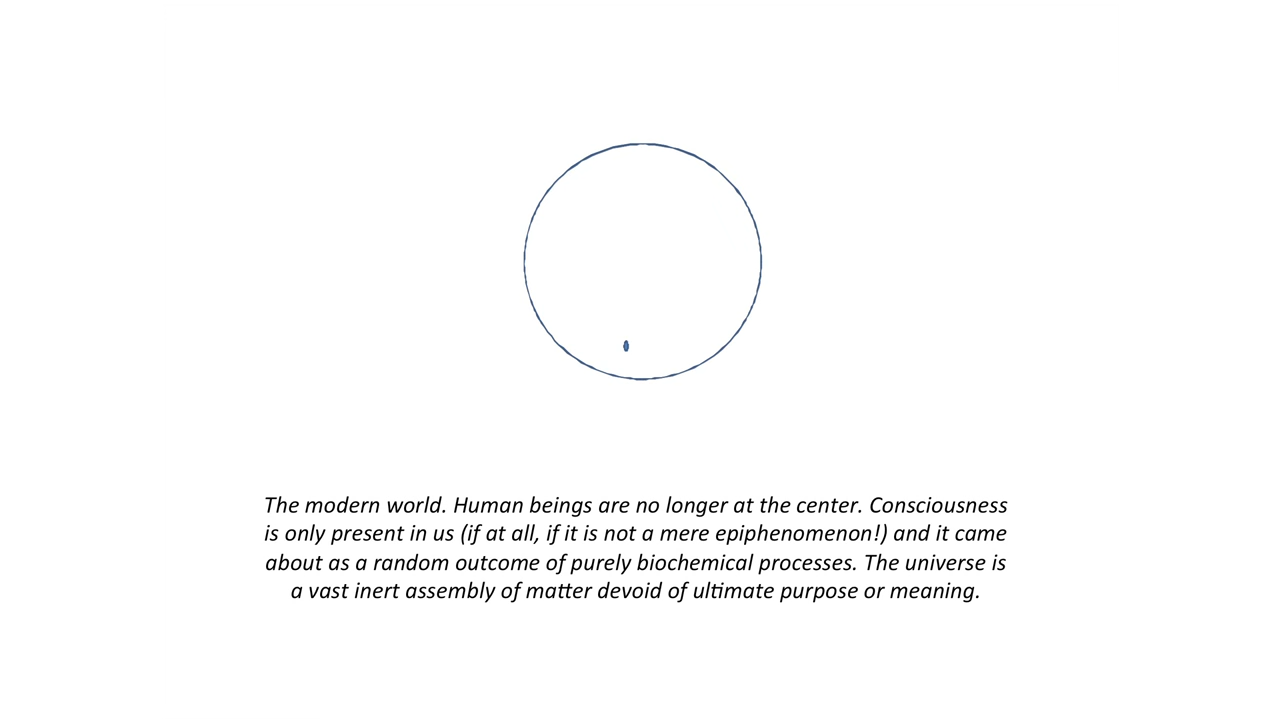 The modern world. Human beings are no longer at the center. Consciousness
is only present in us (if at all, if it is not a mere epiphenomenon!) and it came
about as a random outcome of purely biochemical processes. The universe is
a vast inert assembly of matter devoid of ultimate purpose or meaning.